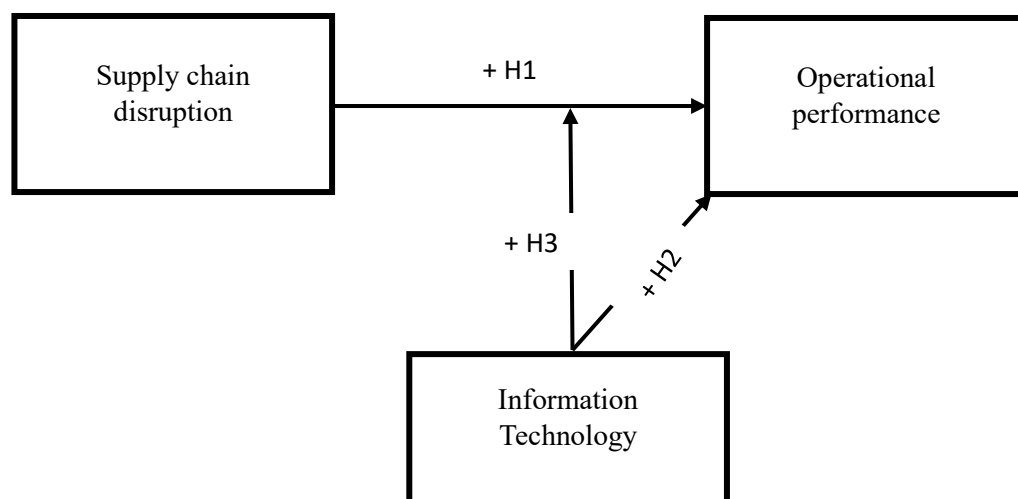 Supply chain
disruption
+ H1
Operational
performance
+ H3
+ H2
Information
Technology